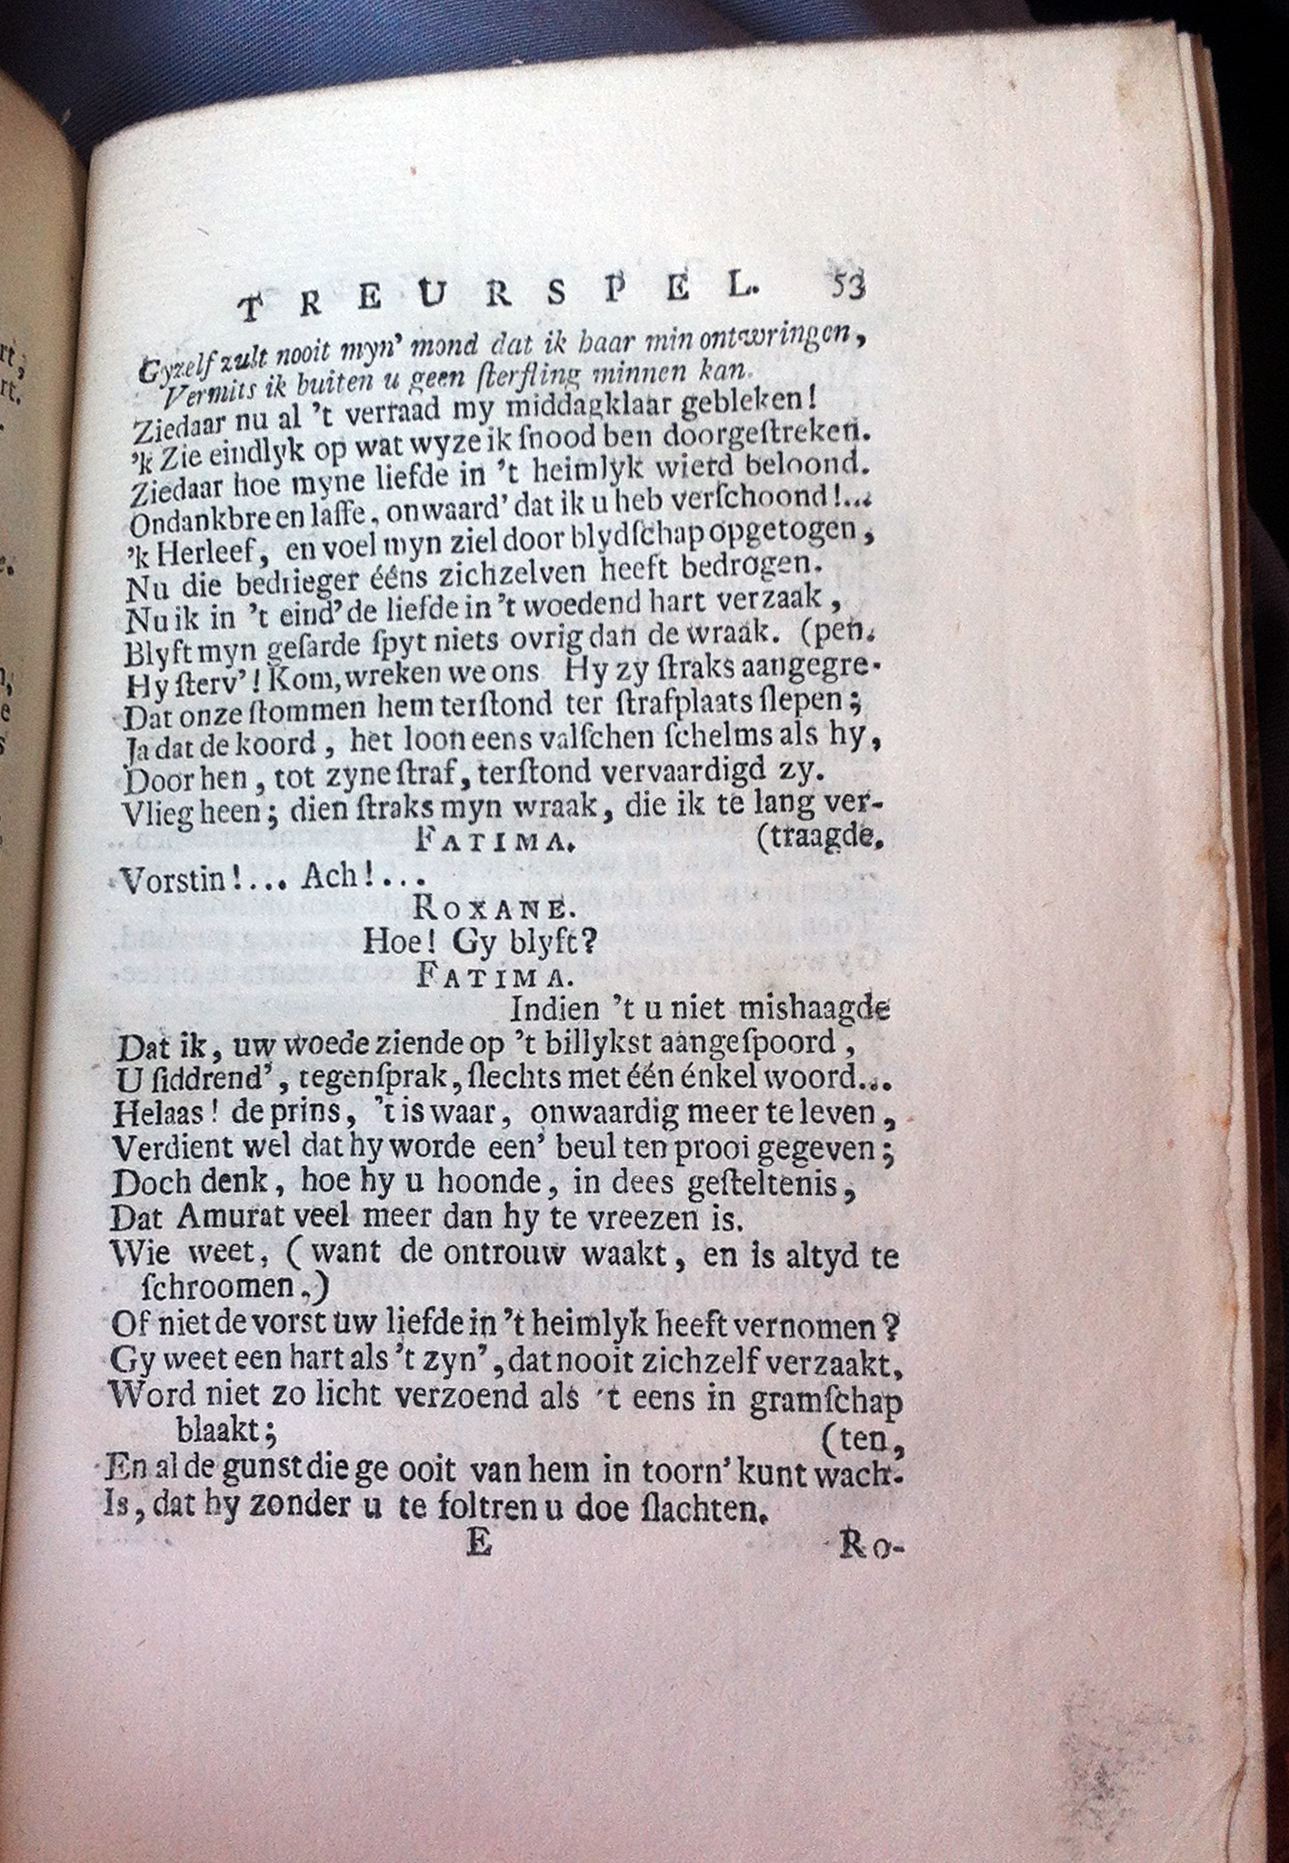 TREURSPEL. 53
Gyzelf zult nooit myn' mond dat ik haar min ontwringen,
Vermits ik buiten u geen ſterfling minnen kan.
Ziedaar nu al 't verraad my middagklaar gebleken!
'k Zie eindlyk op wat wyze ik ſnood ben doorgeſtreken.
Ziedaar hoe myne liefde in 't heimlyk wierd beloond.
Ondankbre en laffe, onwaard' dat ik u heb verſchoond!...
'k Herleef, en voel myn ziel door blydſchap opgetogen,
Nu die bedrieger ééns zichzelven heeft bedrogen.
Nu ik in 't eind' de liefde in 't woedend hart verzaak,
Blyft myn geſarde ſpyt niets ovrig dan de wraak. (pen.
Hy ſterv'! Kom, wreken we ons Hy zy ſtraks aangegre-
Dat onze ſtommen hem terſtond ter ſtrafplaats ſlepen;
Ja dat de koord, het loon eens valſchen ſchelms als hy,
Door hen, tot zyne ſtraf, terſtond vervaardigd zy.
Vlieg heen; dien ſtraks myn wraak, die ik te lang ver-
FATIMA. (traagde.
Vorstin!... Ach!...
ROXANE.
Hoe! Gy blyft?
FATIMA.
Indien 't u niet mishaagde
Dat ik, uw woede ziende op 't billykst aangeſpoord,
U ſiddrend', tegenſprak, ſlechts met één énkel woord...
Helaas! de prins, 't is waar, onwaardig meer te leven,
Verdient wel dat hy worde een' beul ten prooi gegeven;
Doch denk, hoe hy u hoonde, in dees geſteltenis,
Dat Amurat veel meer dan hy te vreezen is.
Wie weet, (want de ontrouw waakt, en is altyd te
ſchroomen,)
Of niet de vorst uw liefde in 't heimlyk heeft vernomen?
Gy weet een hart als 't zyn', dat nooit zichzelf verzaakt,
Word niet zo licht verzoend als 't eens in gramſchap
blaakt; (ten,
En al de gunst die ge ooit van hem in toorn' kunt wach-
Is, dat hy zonder u te foltren u doe ſlachten.
E Ro-